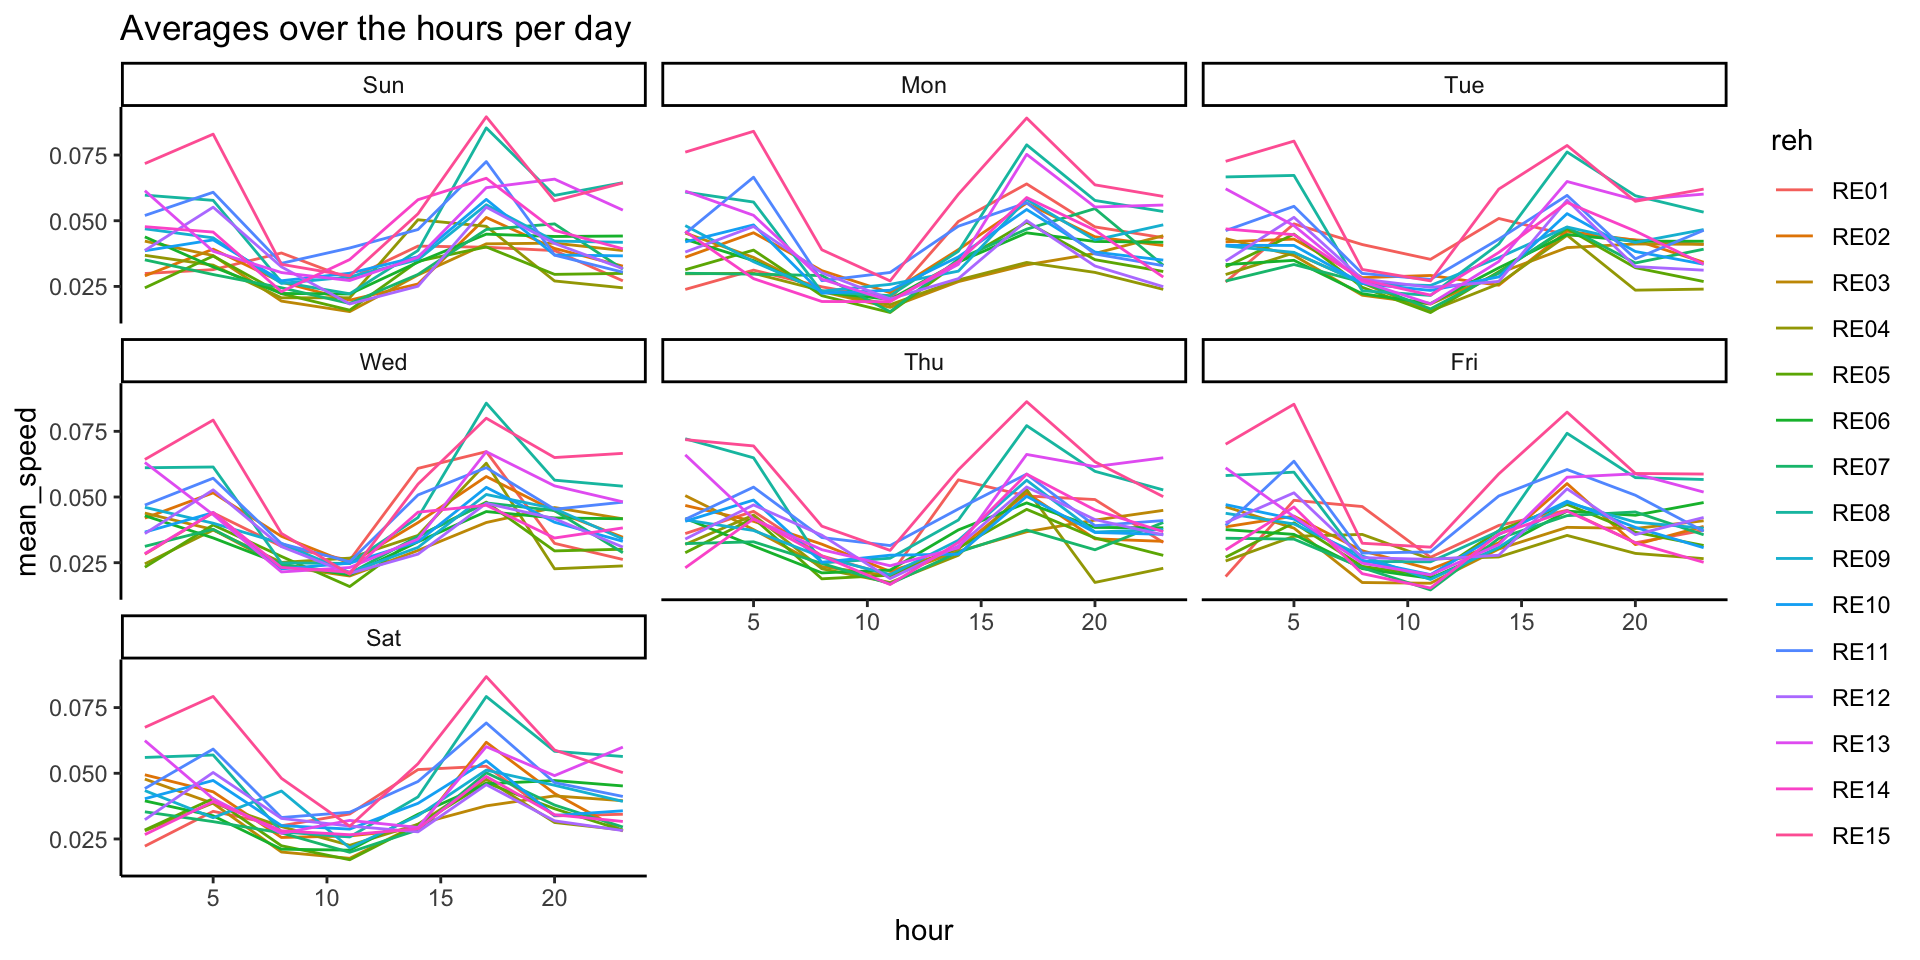 Averages over the hours per day
Sun
Mon
Tue
0.075
0.050
0.025
Wed
Thu
Fri
0.075
0.050
0.025
5 10 15 20
5 10 15 20
Sat
0.075
0.050
0.025
5 10 15 20
hour
mean_speed
reh
RE01
RE02
RE03
RE04
RE05
RE06
RE07
RE08
RE09
RE10
RE11
RE12
RE13
RE14
RE15